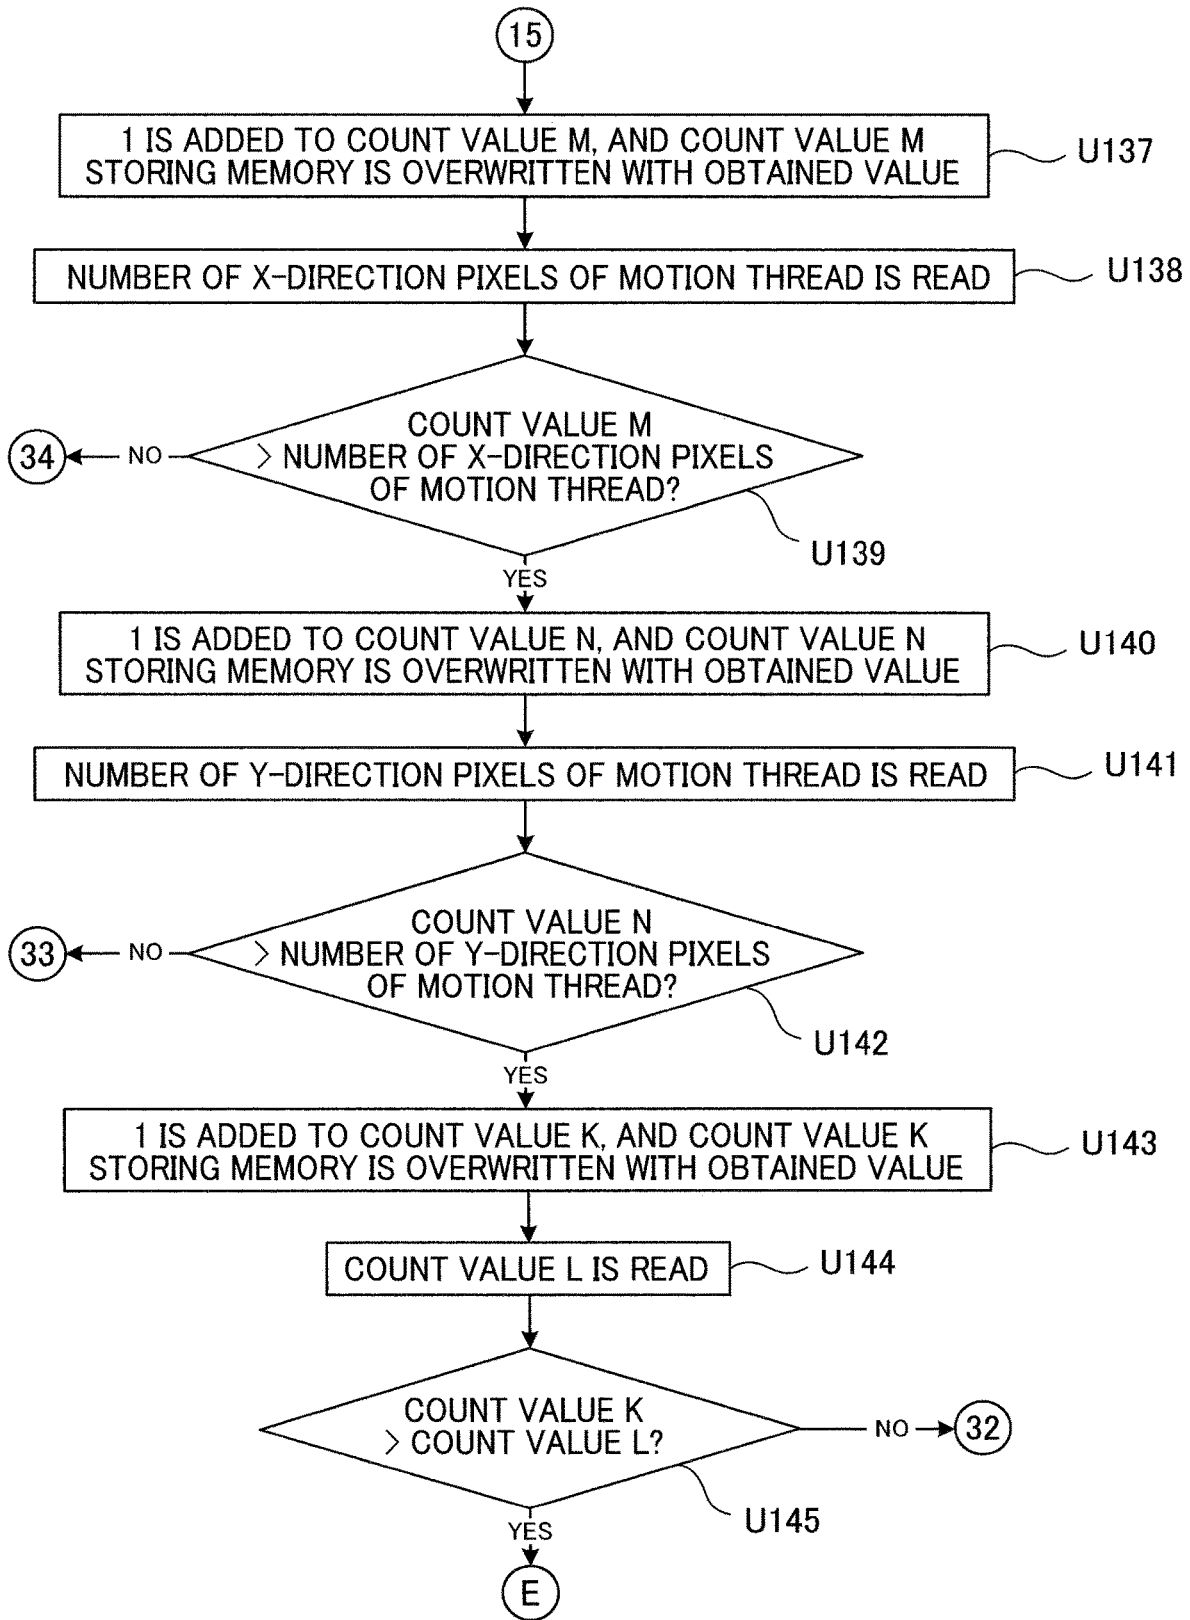 15
1 IS ADDED TO COUNT VALUE M, AND COUNT VALUE M
STORING MEMORY IS OVERWRITTEN WITH OBTAINED VALUE
U137
NUMBER OF X-DIRECTION PIXELS OF MOTION THREAD IS READ
U138
COUNT VALUE M
> NUMBER OF X-DIRECTION PIXELS
OF MOTION THREAD?
34
NO
U139
YES
1 IS ADDED TO COUNT VALUE N, AND COUNT VALUE N
STORING MEMORY IS OVERWRITTEN WITH OBTAINED VALUE
U140
NUMBER OF Y-DIRECTION PIXELS OF MOTION THREAD IS READ
U141
COUNT VALUE N
> NUMBER OF Y-DIRECTION PIXELS
OF MOTION THREAD?
33
NO
U142
YES
1 IS ADDED TO COUNT VALUE K, AND COUNT VALUE K
STORING MEMORY IS OVERWRITTEN WITH OBTAINED VALUE
U143
COUNT VALUE L IS READ
U144
COUNT VALUE K
> COUNT VALUE L?
NO
32
U145
YES
E